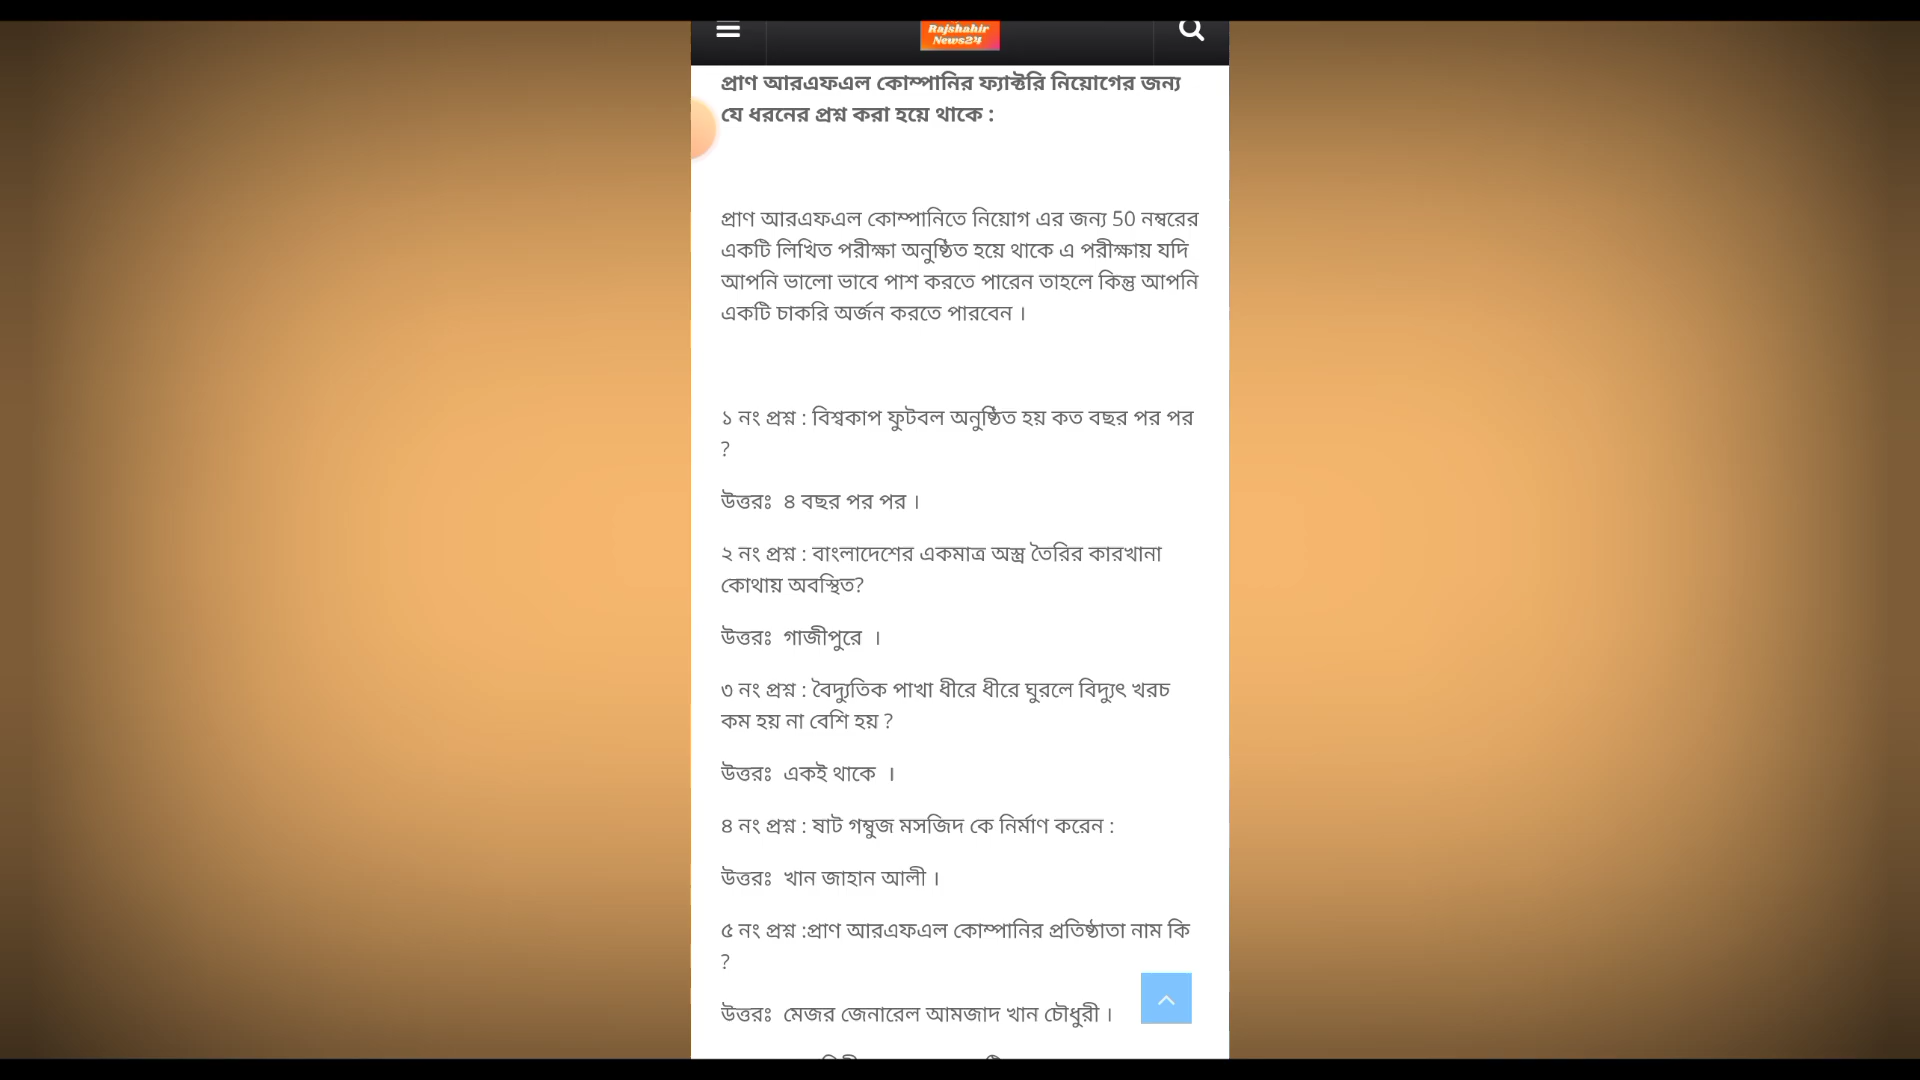 Rajshahir
News24
প্রাণ আরএফএল কোম্পানির ফ্যাক্টরি নিয়োগের জন্য
যে ধরনের প্রশ্ন করা হয়ে থাকে :
প্রাণ আরএফএল কোম্পানিতে নিয়োগ এর জন্য 50 নম্বরের
একটি লিখিত পরীক্ষা অনুষ্ঠিত হয়ে থাকে এ পরীক্ষায় যদি
আপনি ভালো ভাবে পাশ করতে পারেন তাহলে কিন্তু আপনি
একটি চাকরি অর্জন করতে পারবেন ।
১ নং প্রশ্ন : বিশ্বকাপ ফুটবল অনুষ্ঠিত হয় কত বছর পর পর
?
উত্তরঃ ৪ বছর পর পর ।
২ নং প্রশ্ন : বাংলাদেশের একমাত্র অস্ত্র তৈরির কারখানা
কোথায় অবস্থিত?
উত্তরঃ গাজীপুরে ।
৩ নং প্রশ্ন : বৈদ্যুতিক পাখা ধীরে ধীরে ঘুরলে বিদ্যুৎ খরচ
কম হয় না বেশি হয় ?
উত্তরঃ একই থাকে ।
৪ নং প্রশ্ন : ষাট গম্বুজ মসজিদ কে নির্মাণ করেন :
উত্তরঃ খান জাহান আলী ।
৫ নং প্রশ্ন :প্রাণ আরএফএল কোম্পানির প্রতিষ্ঠাতা নাম কি
?
উত্তরঃ মেজর জেনারেল আমজাদ খান চৌধুরী ।